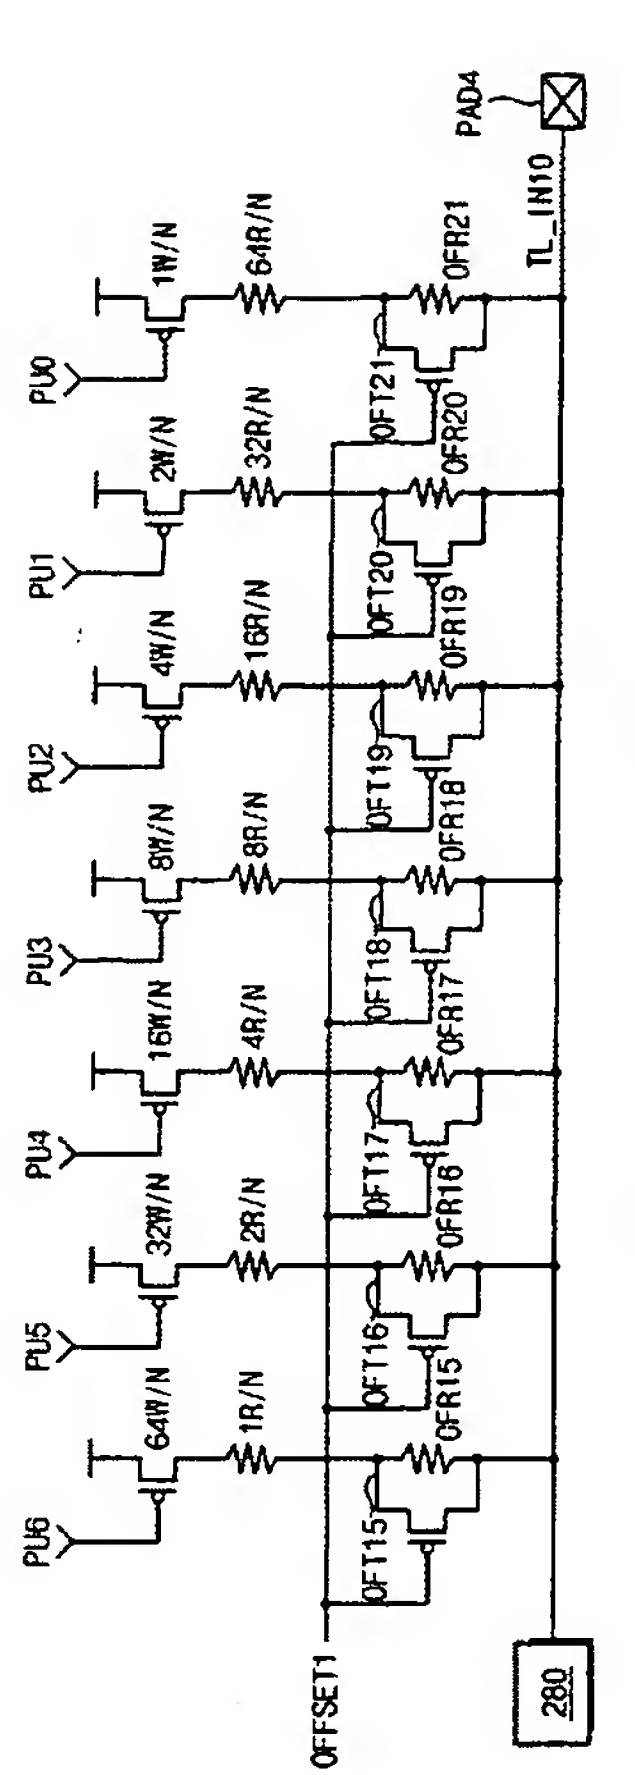 PU6
PU5
PU4
PU3
PU2
PU1
PU0
64W/N
32W/N
16W/N
8W/N
4W/N
2W/N
1W/N
1R/N
2R/N
4R/N
8R/N
16R/N
32R/N
64R/N
OFFSET1
OFT15
OFT16
OFT17
OFT18
OFT19
OFT20
OFT21
OFR15
OFR16
OFR17
OFR18
OFR19
OFR20
OFR21
PAD4
TL_IN10
280